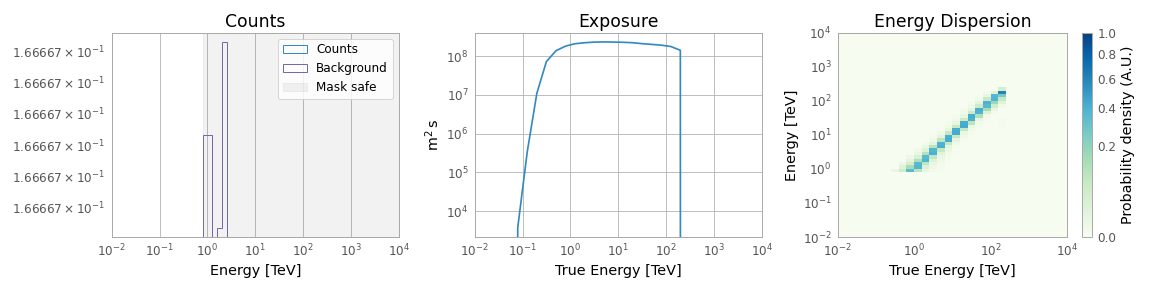 Counts
Exposure
Energy Dispersion
1.66667 × 10⁻¹
1.66667 × 10⁻¹
1.66667 × 10⁻¹
1.66667 × 10⁻¹
1.66667 × 10⁻¹
1.66667 × 10⁻¹
Counts
Background
Mask safe
10⁻² 10⁻¹ 10⁰ 10¹ 10² 10³ 10⁴
Energy [TeV]
m² s
10⁸
10⁷
10⁶
10⁵
10⁴
10⁻² 10⁻¹ 10⁰ 10¹ 10² 10³ 10⁴
True Energy [TeV]
Energy [TeV]
10⁴
10³
10²
10¹
10⁰
10⁻¹
10⁻²
10⁻² 10⁰ 10² 10⁴
True Energy [TeV]
1.0
0.8
0.6
0.4
0.2
0.0
Probability density (A.U.)